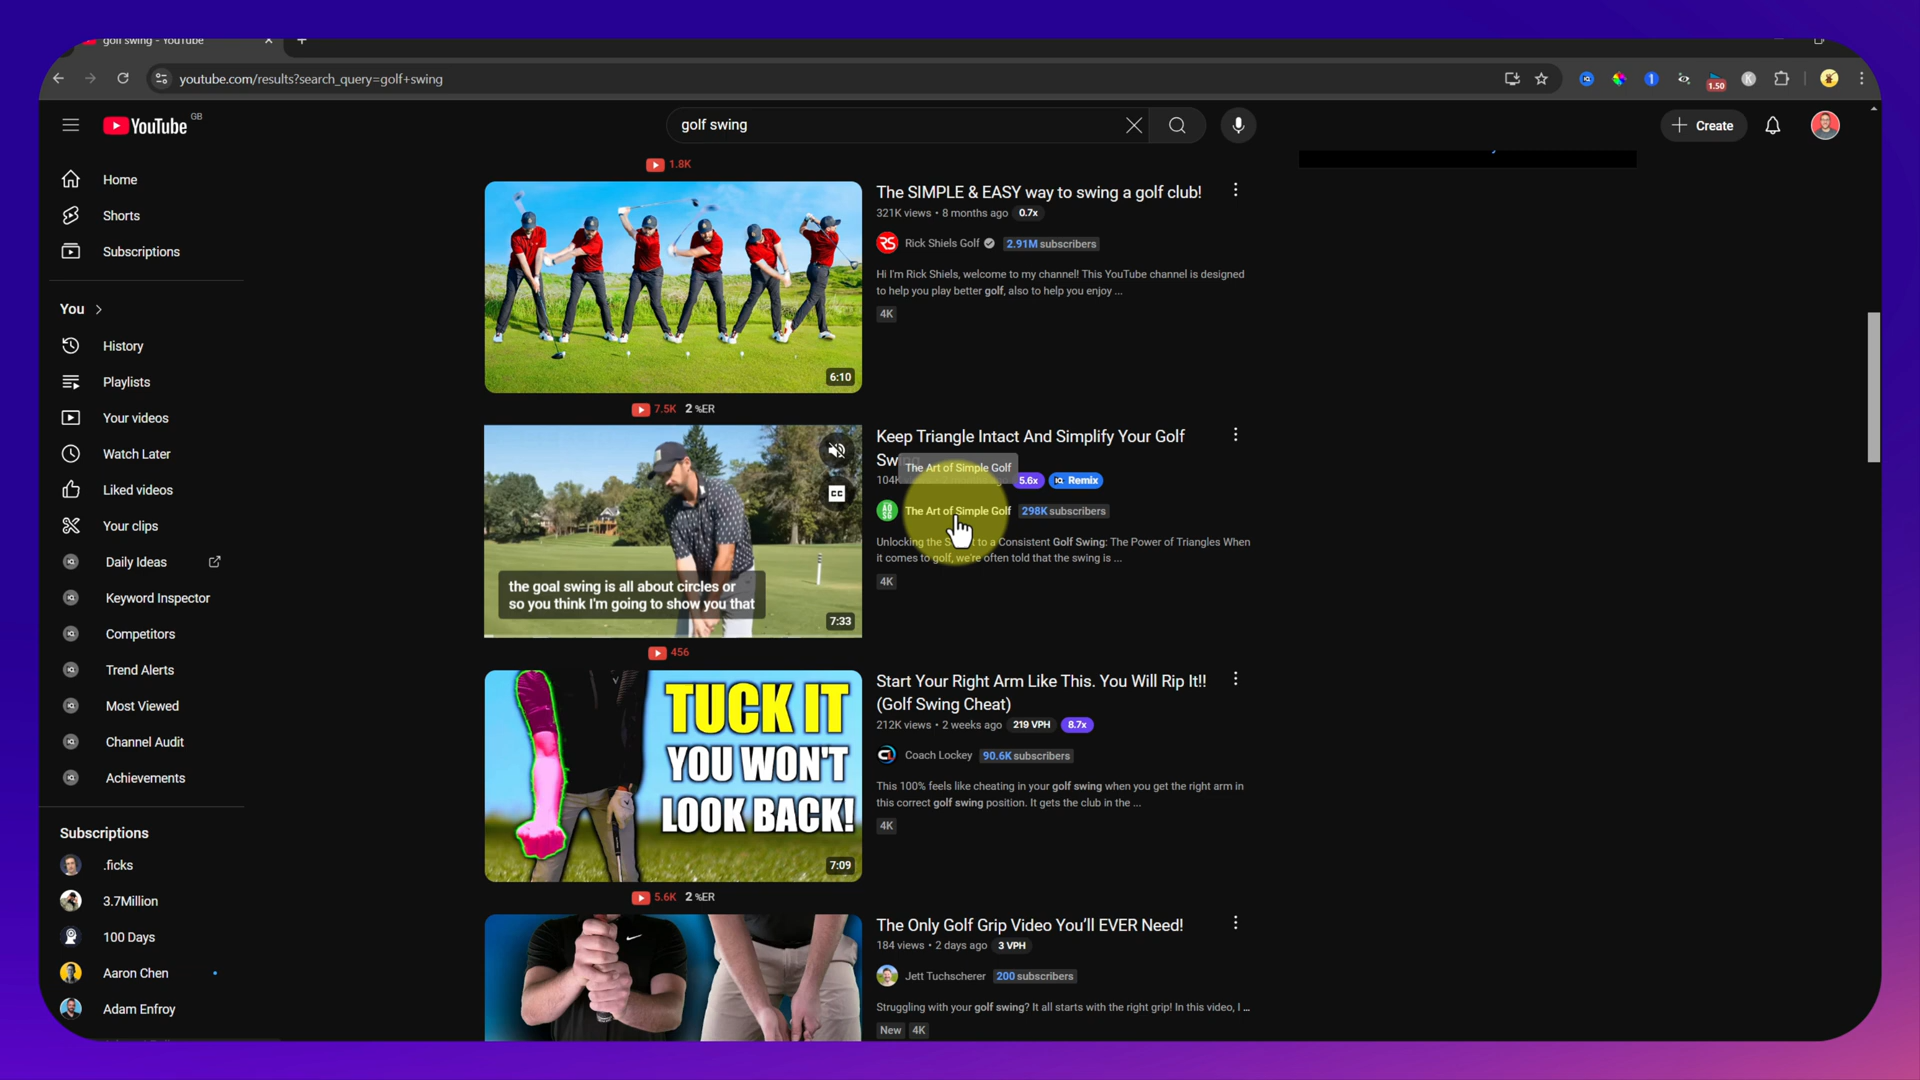 golf swing - YouTube
youtube.com/results?search_query=golf+swing
1.50
YouTube GB
golf swing
Create
Home
Shorts
Subscriptions
You
History
Playlists
Your videos
Watch Later
Liked videos
Your clips
Daily Ideas
Keyword Inspector
Competitors
Trend Alerts
Most Viewed
Channel Audit
Achievements
Subscriptions
.ficks
3.7Million
100 Days
Aaron Chen
Adam Enfroy
1.8K
6:10
The SIMPLE & EASY way to swing a golf club!
321K views • 8 months ago 0.7x
RS Rick Shiels Golf 2.91M subscribers
Hi I'm Rick Shiels, welcome to my channel! This YouTube channel is designed
to help you play better golf, also to help you enjoy ...
4K
7.5K 2 %ER
CC
the goal swing is all about circles or
so you think I'm going to show you that
7:33
Keep Triangle Intact And Simplify Your Golf
The Art of Simple Golf
104K
5.6x Remix
AO SG The Art of Simple Golf 298K subscribers
Unlocking the to a Consistent Golf Swing: The Power of Triangles When
it comes to golf, we're often told that the swing is ...
4K
456
TUCK IT
YOU WON'T
LOOK BACK!
7:09
Start Your Right Arm Like This. You Will Rip It!!
(Golf Swing Cheat)
212K views • 2 weeks ago 219 VPH 8.7x
Coach Lockey 90.6K subscribers
This 100% feels like cheating in your golf swing when you get the right arm in
this correct golf swing position. It gets the club in the ...
4K
5.6K 2 %ER
The Only Golf Grip Video You'll EVER Need!
184 views • 2 days ago 3 VPH
Jett Tuchscherer 200 subscribers
Struggling with your golf swing? It all starts with the right grip! In this video, I ...
New 4K